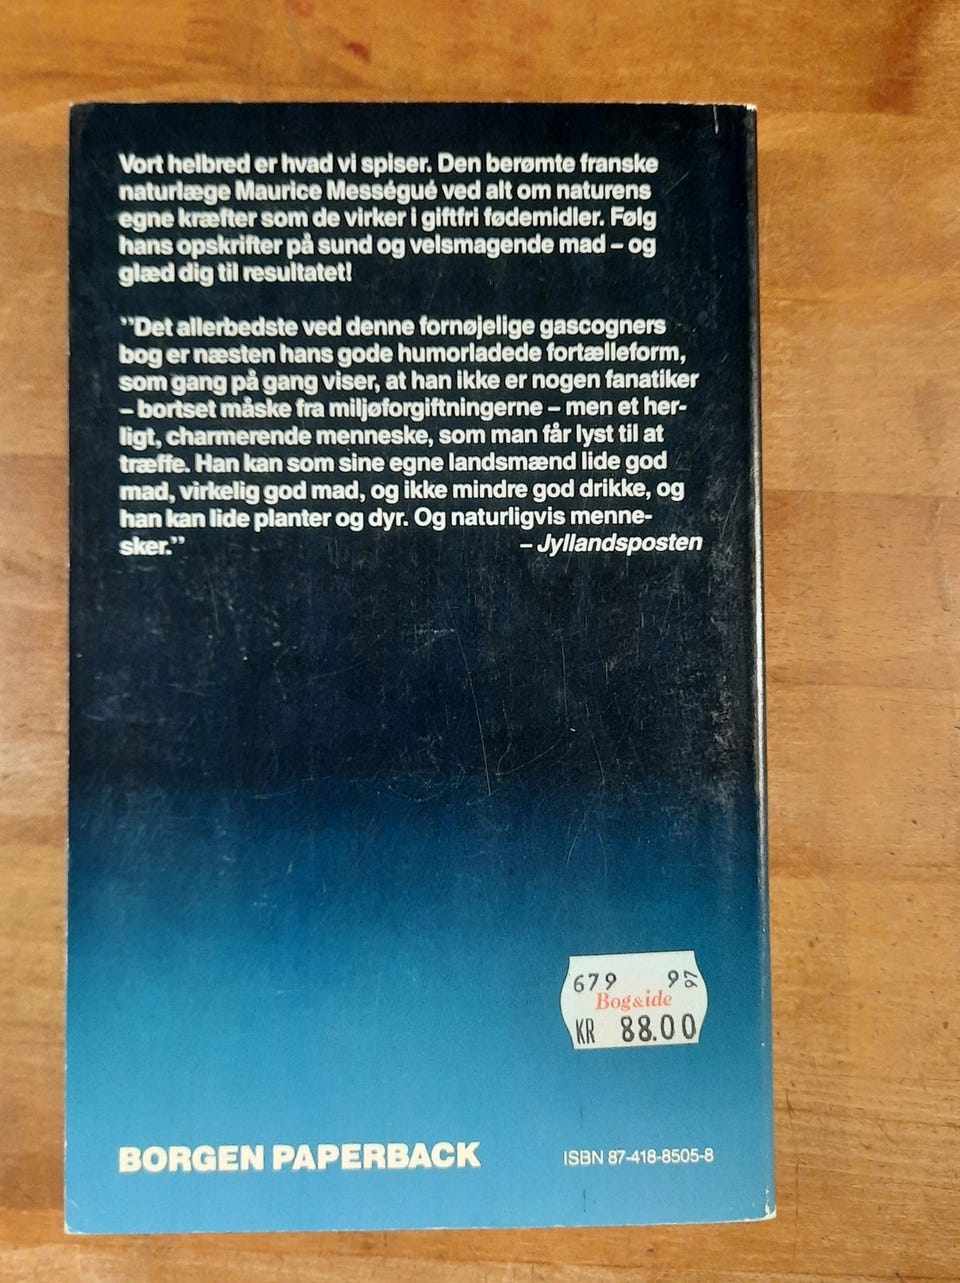 Vort helbred er hvad vi spiser. Den berømte franske
naturlæge Maurice Mességué ved alt om naturens
egne kræfter som de virker i giftfri fødemidler. Følg
hans opskrifter på sund og velsmagende mad – og
glæd dig til resultatet!
"Det allerbedste ved denne fornøjelige gascogners
bog er næsten hans gode humorladede fortælleform,
som gang på gang viser, at han ikke er nogen fanatiker
– bortset måske fra miljøforgiftningerne – men et her-
ligt, charmerende menneske, som man får lyst til at
træffe. Han kan som sine egne landsmænd lide god
mad, virkelig god mad, og ikke mindre god drikke, og
han kan lide planter og dyr. Og naturligvis menne-
sker." – Jyllandsposten
679 9 97
Bog&ide
KR 88.00
BORGEN PAPERBACK ISBN 87-418-8505-8